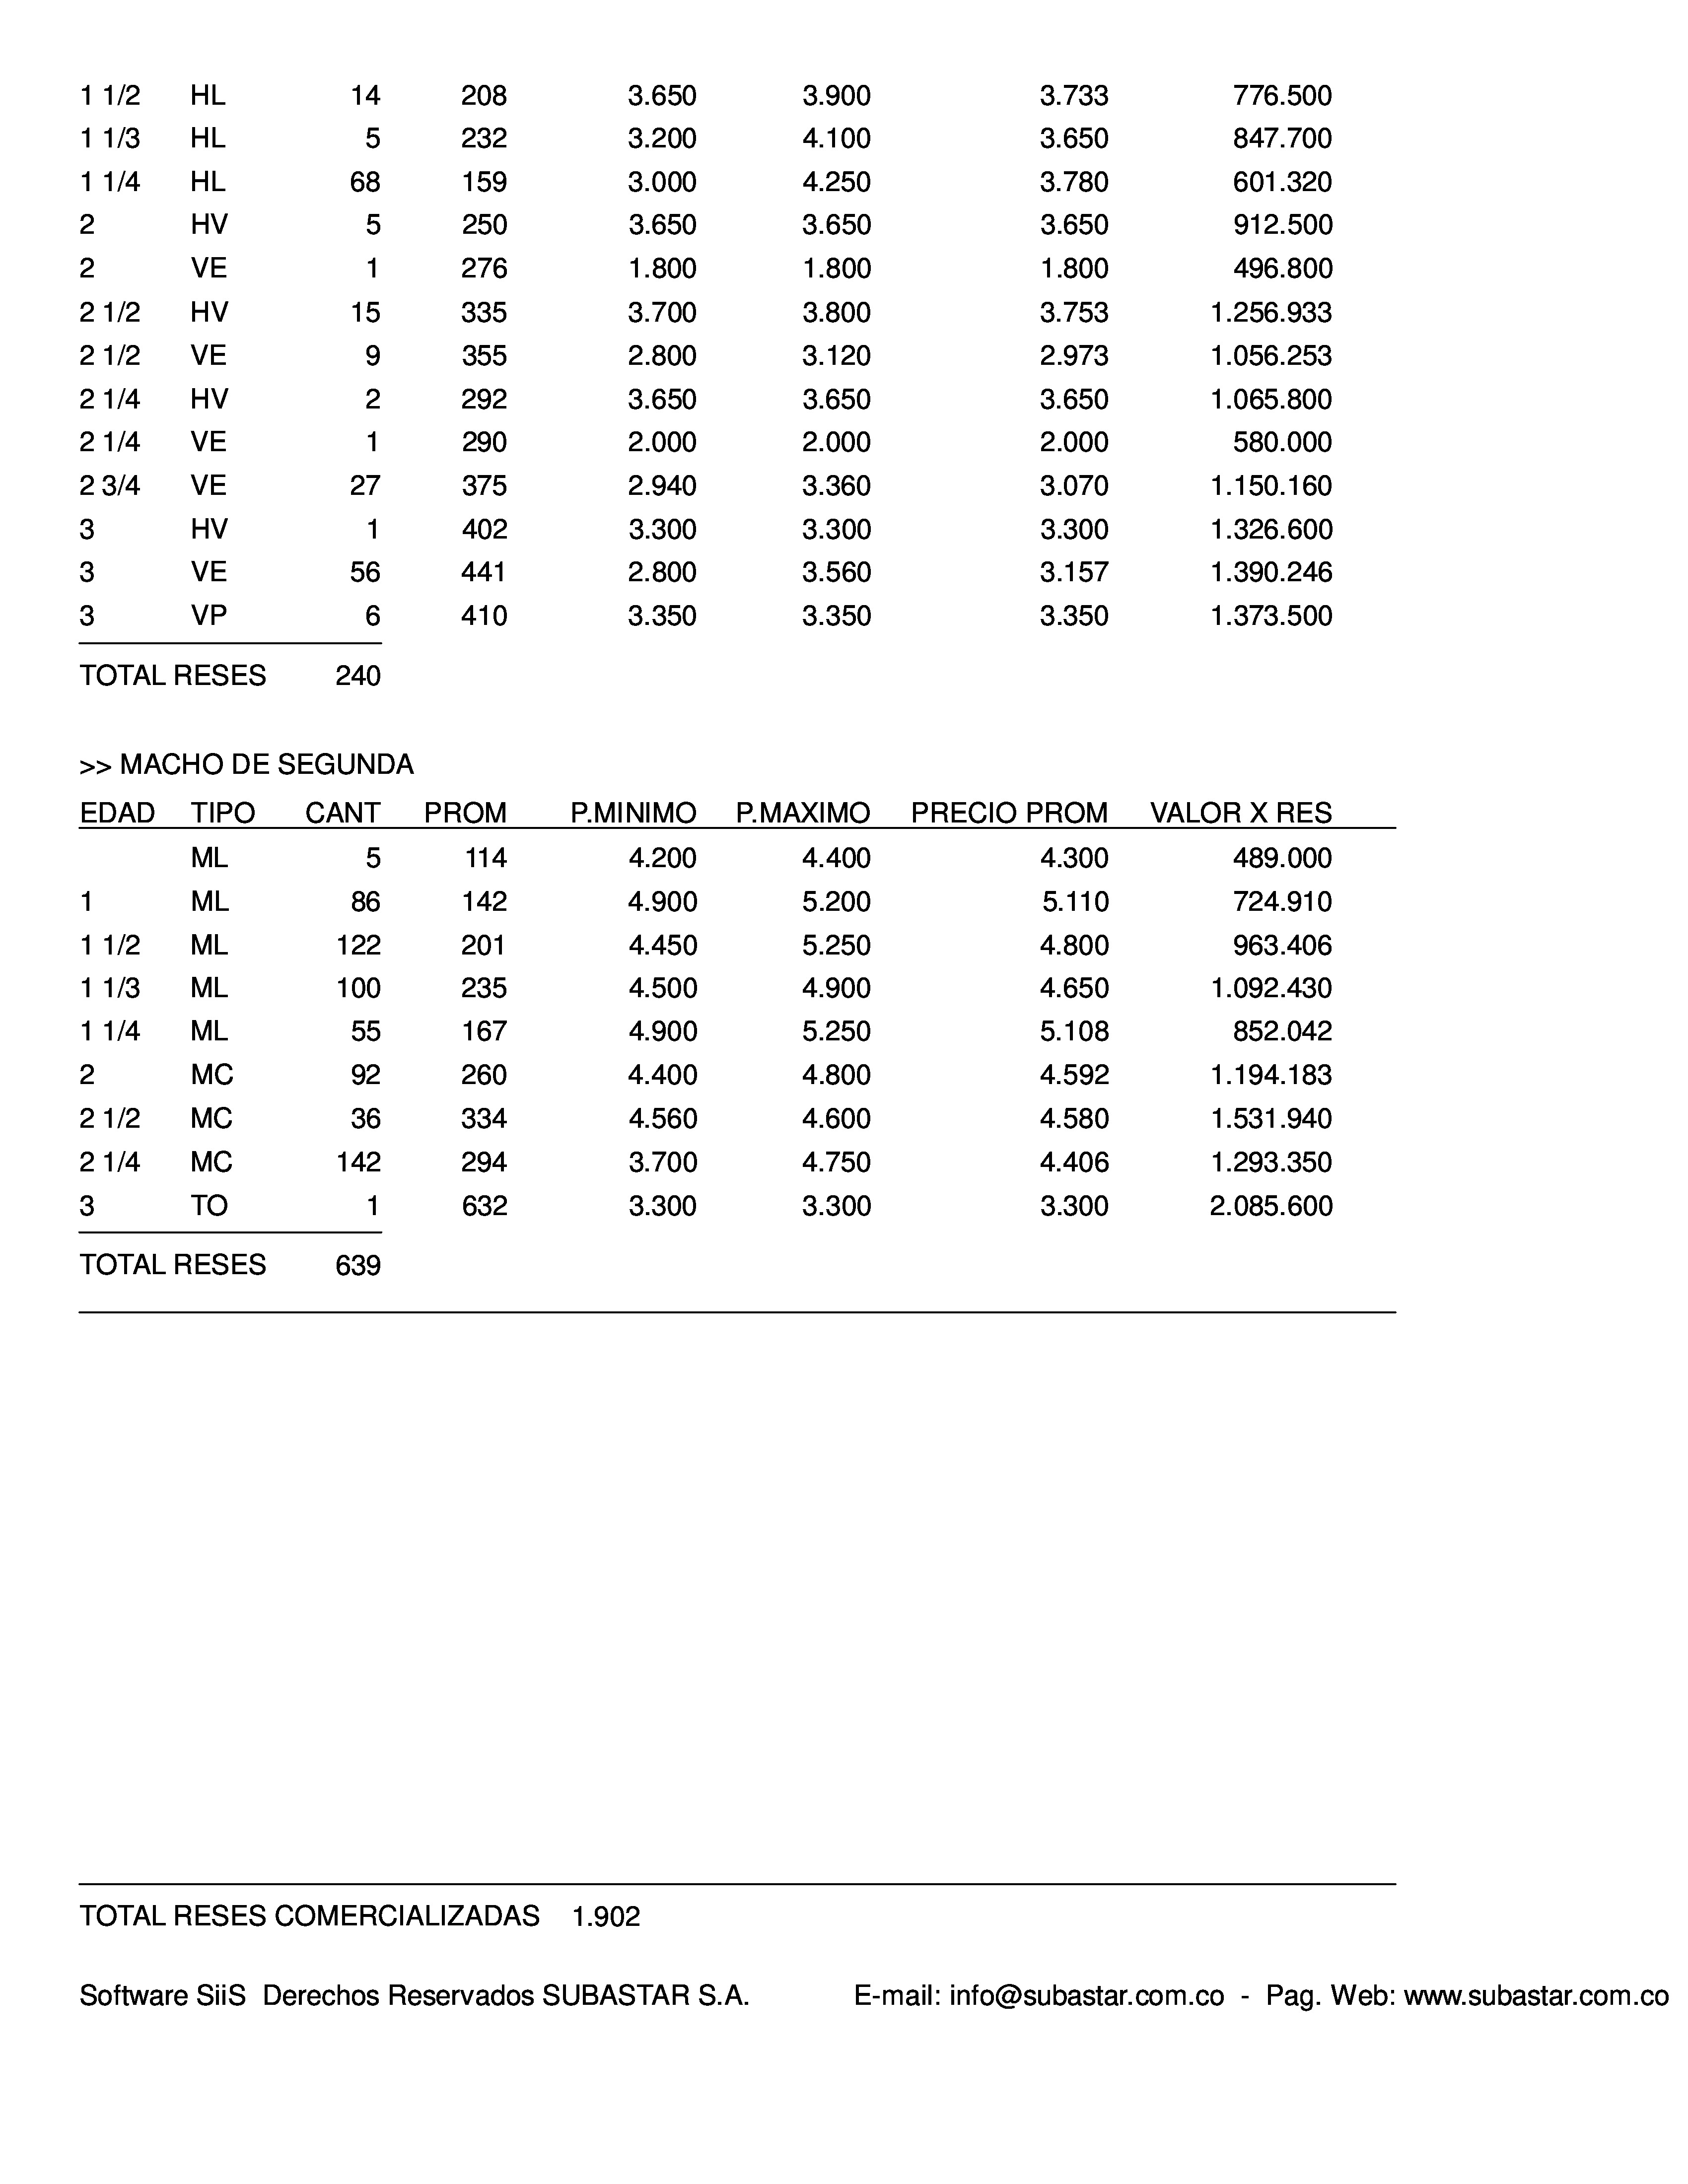 1 1/2 HL 14 208 3.650 3.900 3.733 776.500
1 1/3 HL 5 232 3.200 4.100 3.650 847.700
1 1/4 HL 68 159 3.000 4.250 3.780 601.320
2 HV 5 250 3.650 3.650 3.650 912.500
2 VE 1 276 1.800 1.800 1.800 496.800
2 1/2 HV 15 335 3.700 3.800 3.753 1.256.933
2 1/2 VE 9 355 2.800 3.120 2.973 1.056.253
2 1/4 HV 2 292 3.650 3.650 3.650 1.065.800
2 1/4 VE 1 290 2.000 2.000 2.000 580.000
2 3/4 VE 27 375 2.940 3.360 3.070 1.150.160
3 HV 1 402 3.300 3.300 3.300 1.326.600
3 VE 56 441 2.800 3.560 3.157 1.390.246
3 VP 6 410 3.350 3.350 3.350 1.373.500
TOTAL RESES 240
>> MACHO DE SEGUNDA
EDAD TIPO CANT PROM P.MINIMO P.MAXIMO PRECIO PROM VALOR X RES
ML 5 114 4.200 4.400 4.300 489.000
1 ML 86 142 4.900 5.200 5.110 724.910
1 1/2 ML 122 201 4.450 5.250 4.800 963.406
1 1/3 ML 100 235 4.500 4.900 4.650 1.092.430
1 1/4 ML 55 167 4.900 5.250 5.108 852.042
2 MC 92 260 4.400 4.800 4.592 1.194.183
2 1/2 MC 36 334 4.560 4.600 4.580 1.531.940
2 1/4 MC 142 294 3.700 4.750 4.406 1.293.350
3 TO 1 632 3.300 3.300 3.300 2.085.600
TOTAL RESES 639
TOTAL RESES COMERCIALIZADAS 1.902
Software SiiS Derechos Reservados SUBASTAR S.A. E-mail: info@subastar.com.co - Pag. Web: www.subastar.com.co